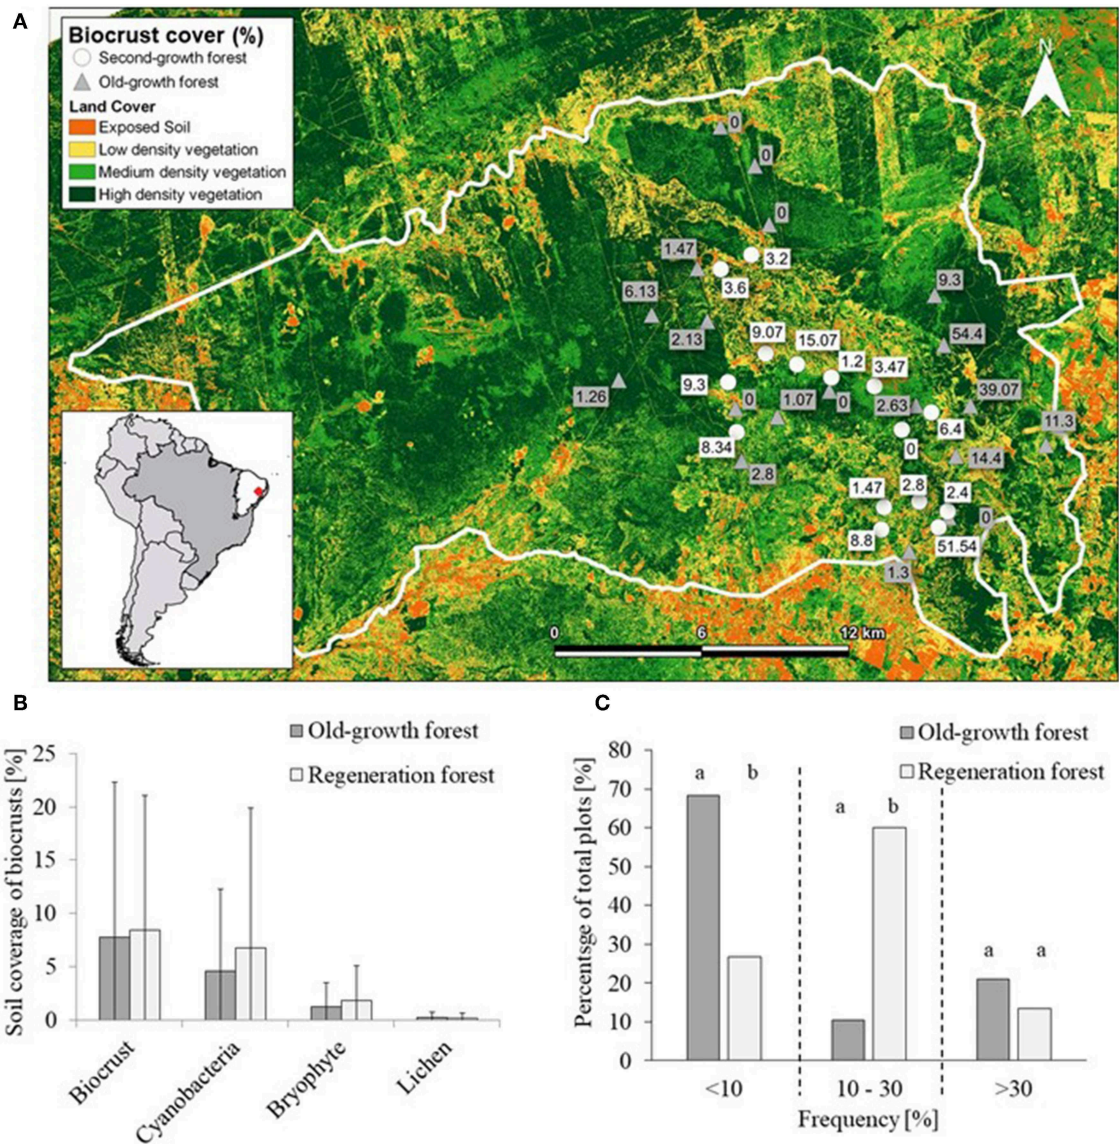 A
Biocrust cover (%)
Second-growth forest
Old-growth forest
Land Cover
Exposed Soil
Low density vegetation
Medium density vegetation
High density vegetation
N
0
0
0
1.47
3.2
3.6
6.13
2.13
9.3
54.4
9.07
15.07
1.2
3.47
1.26
9.3
0
1.07
0
2.63
39.07
6.4
11.3
8.34
0
14.4
2.8
1.47
2.8
2.4
0
8.8
51.54
1.3
0 6 12 km
B
Old-growth forest
Regeneration forest
Soil coverage of biocrusts [%]
25
20
15
10
5
0
Biocrust
Cyanobacteria
Bryophyte
Lichen
C
Old-growth forest
Regeneration forest
Percentsge of total plots [%]
80
70
60
50
40
30
20
10
0
a b
a b
a a
<10 10 - 30 >30
Frequency [%]